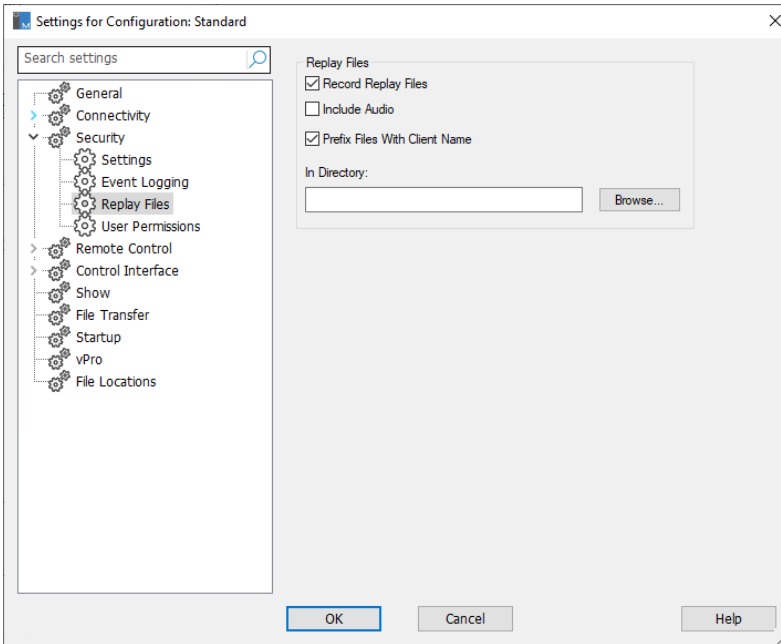 Settings for Configuration: Standard
Search settings
General
Connectivity
Security
Settings
Event Logging
Replay Files
User Permissions
Remote Control
Control Interface
Show
File Transfer
Startup
vPro
File Locations
Replay Files
Record Replay Files
Include Audio
Prefix Files With Client Name
In Directory:
Browse...
OK
Cancel
Help